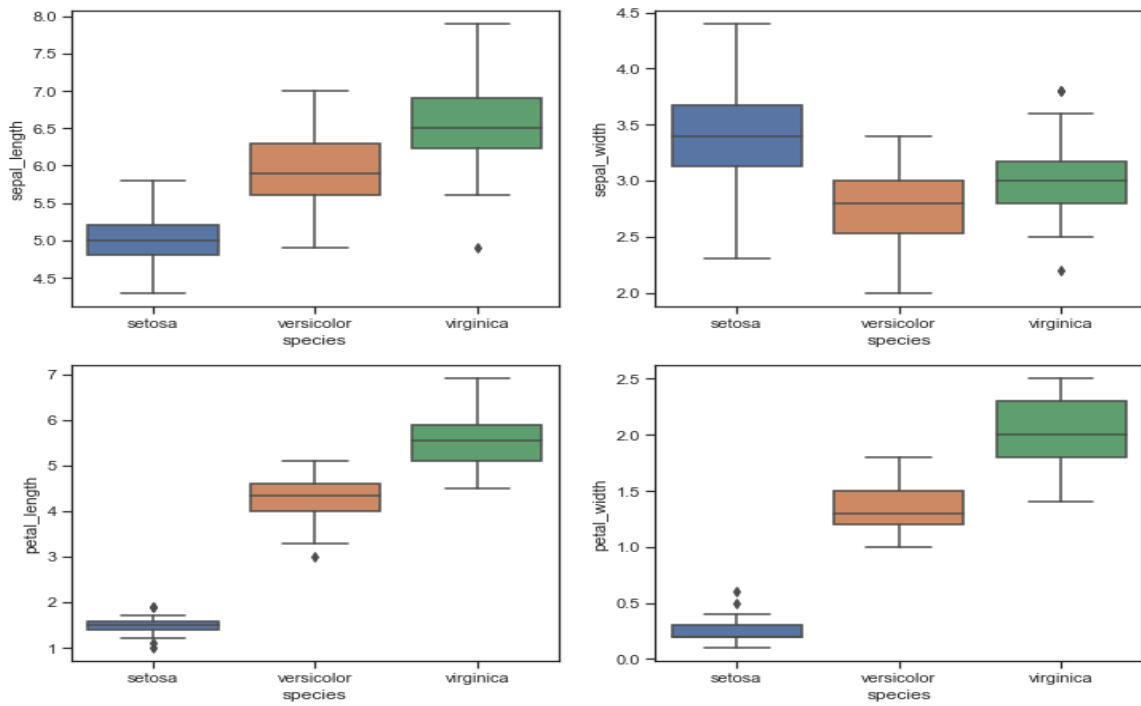 sepal_length
8.0
7.5
7.0
6.5
6.0
5.5
5.0
4.5
setosa versicolor virginica
species
sepal_width
4.5
4.0
3.5
3.0
2.5
2.0
setosa versicolor virginica
species
petal_length
7
6
5
4
3
2
1
setosa versicolor virginica
species
petal_width
2.5
2.0
1.5
1.0
0.5
0.0
setosa versicolor virginica
species